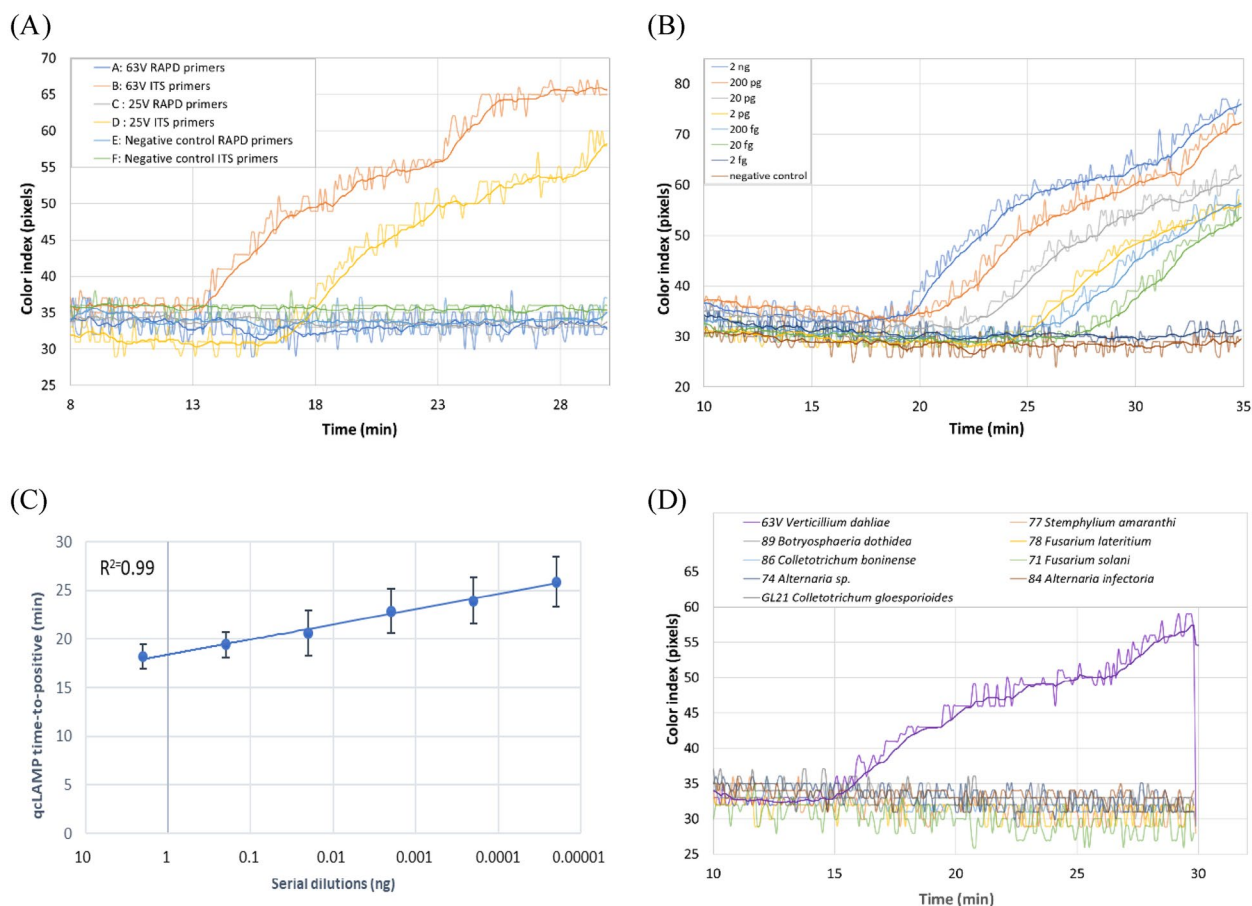 (A)
70
65
60
55
50
45
40
35
30
25
8
13
18
23
28
Color index (pixels)
Time (min)
A: 63V RAPD primers
B: 63V ITS primers
C : 25V RAPD primers
D : 25V ITS primers
E: Negative control RAPD primers
F: Negative control ITS primers
(B)
80
70
60
50
40
30
20
10
15
20
25
30
35
Color index (pixels)
Time (min)
2 ng
200 pg
20 pg
2 pg
200 fg
20 fg
2 fg
negative control
(C)
30
25
20
15
10
5
0
10
1
0.1
0.01
0.001
0.0001
0.00001
qcLAMP time-to-positive (min)
Serial dilutions (ng)
R²⁼0.99
(D)
63V Verticillium dahliae
77 Stemphylium amaranthi
89 Botryosphaeria dothidea
78 Fusarium lateritium
86 Colletotrichum boninense
71 Fusarium solani
74 Alternaria sp.
84 Alternaria infectoria
GL21 Colletotrichum gloesporioides
65
60
55
50
45
40
35
30
25
10
15
20
25
30
Color index (pixels)
Time (min)